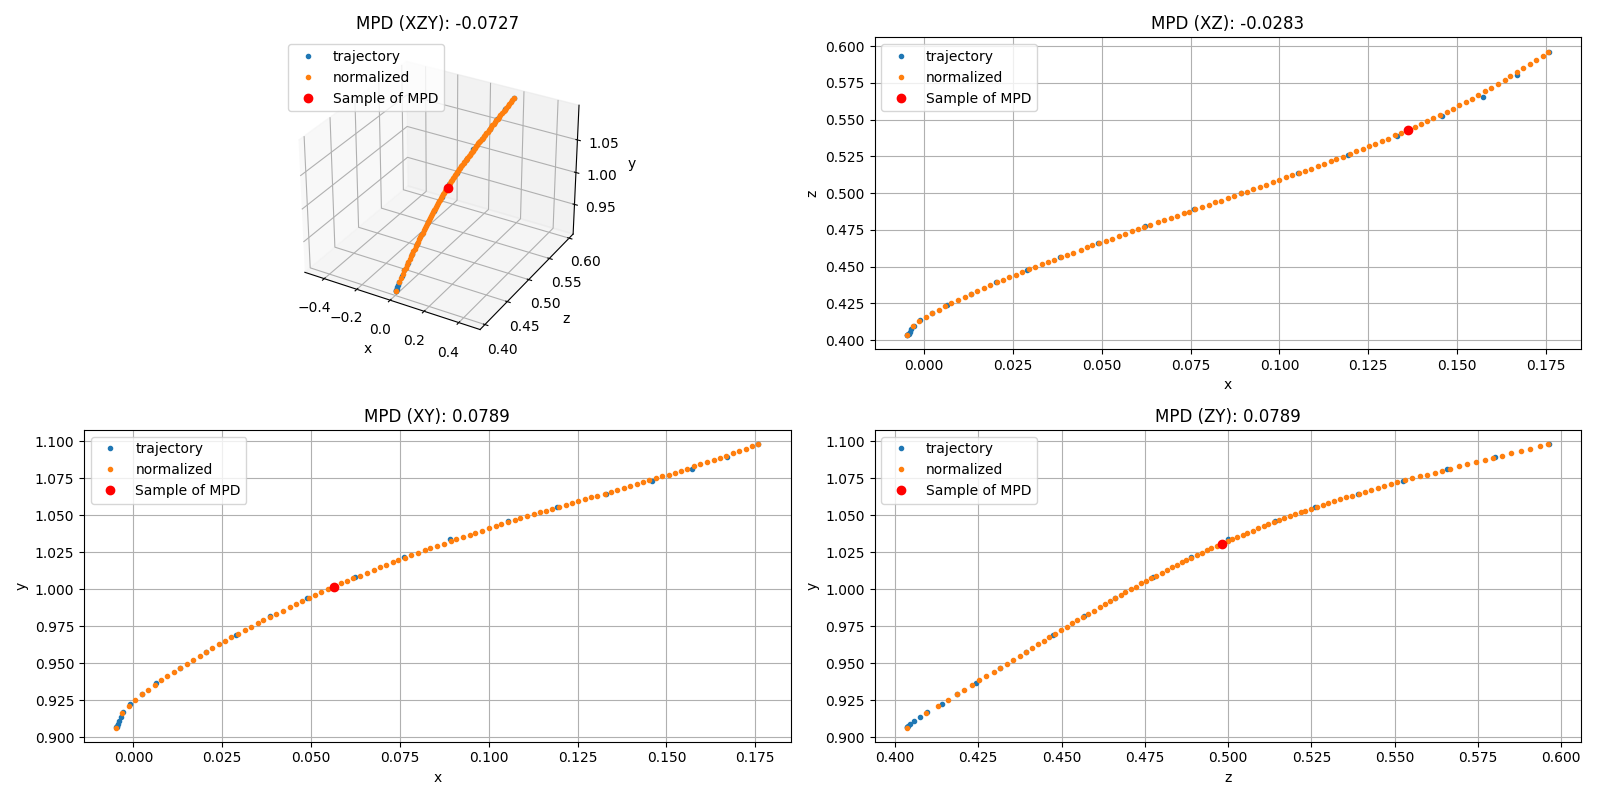 MPD (XZY): -0.0727
trajectory
normalized
Sample of MPD
1.05
1.00
0.95
y
0.60
0.55
0.50
0.45
0.40
z
−0.4
−0.2
0.0
0.2
0.4
x
MPD (XZ): -0.0283
trajectory
normalized
Sample of MPD
0.600
0.575
0.550
0.525
0.500
0.475
0.450
0.425
0.400
z
0.000 0.025 0.050 0.075 0.100 0.125 0.150 0.175
x
MPD (XY): 0.0789
trajectory
normalized
Sample of MPD
1.100
1.075
1.050
1.025
1.000
0.975
0.950
0.925
0.900
y
0.000 0.025 0.050 0.075 0.100 0.125 0.150 0.175
x
MPD (ZY): 0.0789
trajectory
normalized
Sample of MPD
1.100
1.075
1.050
1.025
1.000
0.975
0.950
0.925
0.900
y
0.400 0.425 0.450 0.475 0.500 0.525 0.550 0.575 0.600
z